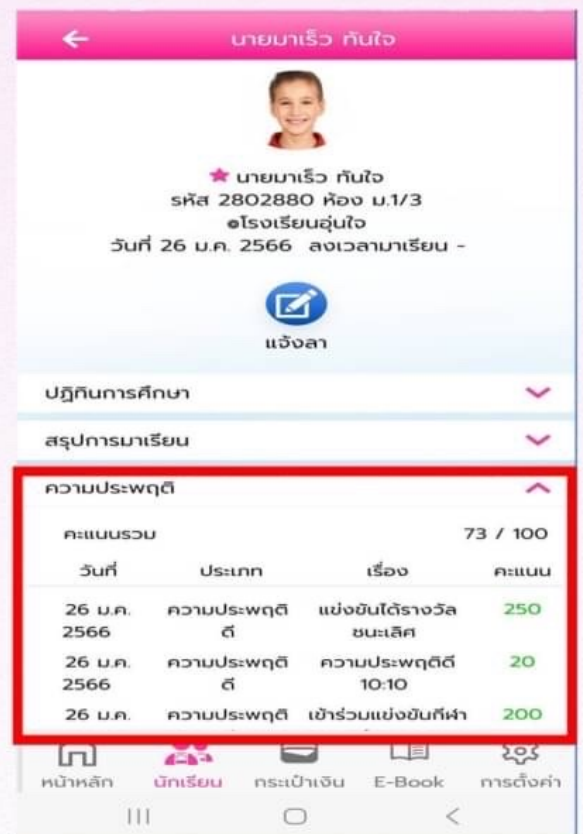 นายมาเร็ว ทันใจ
นายมาเร็ว ทันใจ
รหัส 2802880 ห้อง ม.1/3
โรงเรียนอุ่นใจ
วันที่ 26 ม.ค. 2566 ลงเวลามาเรียน -
แจ้งลา
ปฏิทินการศึกษา
สรุปการมาเรียน
ความประพฤติ
คะแนนรวม 73 / 100
วันที่ ประเภท เรื่อง คะแนน
26 ม.ค. ความประพฤติ แข่งขันได้รางวัล 250
2566 ดี ชนะเลิศ
26 ม.ค. ความประพฤติ ความประพฤติดี 20
2566 ดี 10:10
26 ม.ค. ความประพฤติ เข้าร่วมแข่งขันกีฬา 200
หน้าหลัก นักเรียน กระเป๋าเงิน E-Book การตั้งค่า